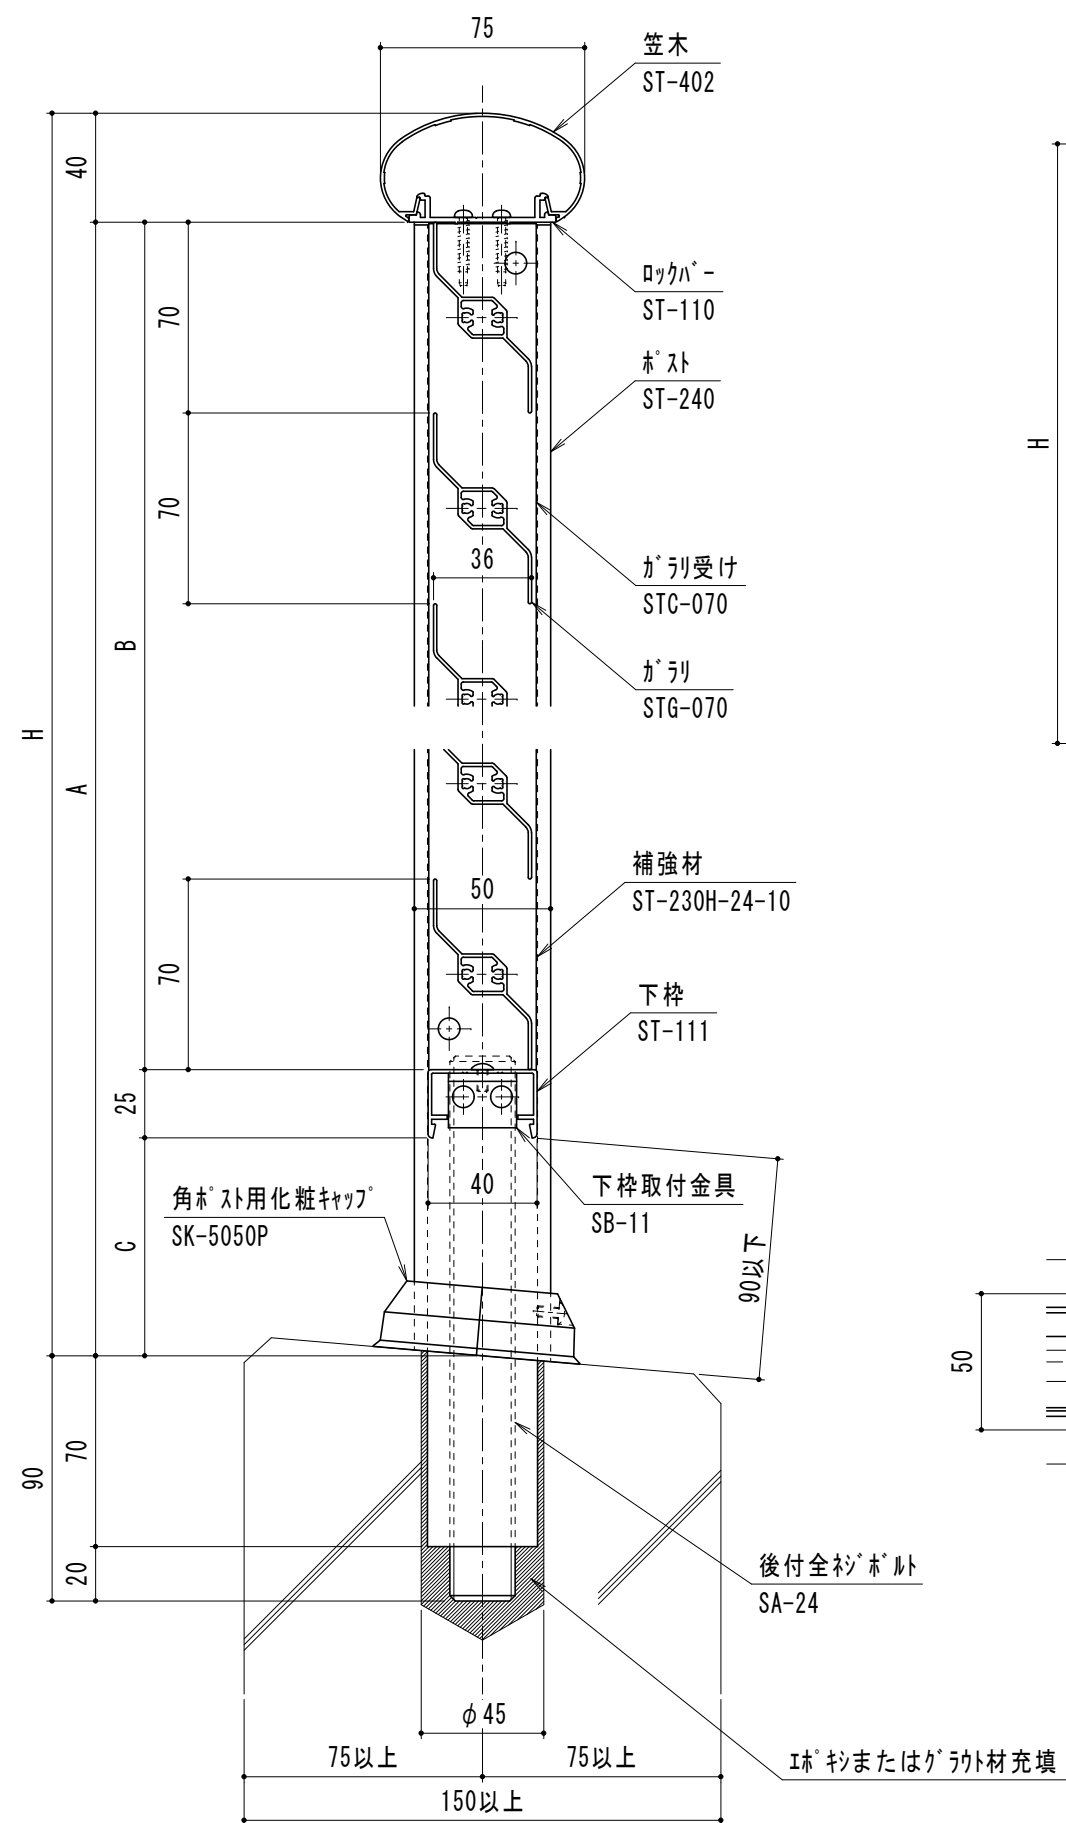 75
笠木
ST-402
40
ロックバー
ST-110
70
ポスト
ST-240
H
70
36
ガラリ受け
STC-070
B
ガラリ
STG-070
H
A
補強材
ST-230H-24-10
50
70
下枠
ST-111
25
40
下枠取付金具
SB-11
角ポスト用化粧キャップ
SK-5050P
C
90以下
50
70
90
20
後付全ネジボルト
SA-24
φ45
75以上
75以上
エポキシまたはグラウト材充填
150以上